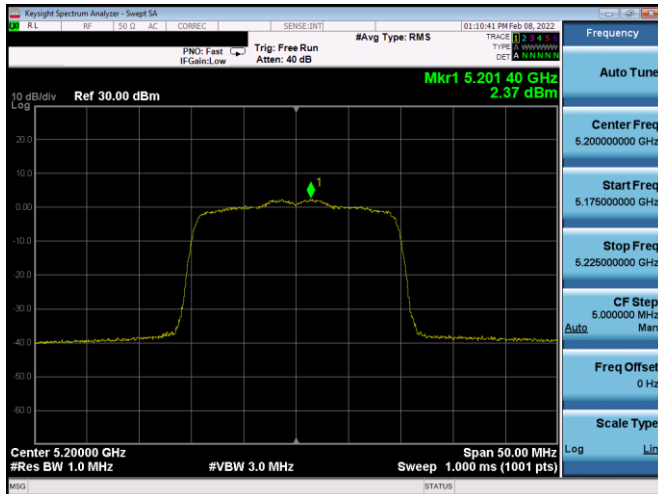 Keysight Spectrum Analyzer - Swept SA
RL RF 50 Ω AC CORREC SENSE:INT 01:10:41 PM Feb 08, 2022
#Avg Type: RMS
TRACE 1 2 3 4 5 6
TYPE A WWWWW
DET A N N N N N
PNO: Fast
IFGain:Low
Trig: Free Run
Atten: 40 dB
Frequency
Mkr1 5.201 40 GHz
2.37 dBm
10 dB/div
Log
Ref 30.00 dBm
20.0
10.0
0.00
-10.0
-20.0
-30.0
-40.0
-50.0
-60.0
1
Center 5.20000 GHz
#Res BW 1.0 MHz
#VBW 3.0 MHz
Span 50.00 MHz
Sweep 1.000 ms (1001 pts)
Auto Tune
Center Freq
5.200000000 GHz
Start Freq
5.175000000 GHz
Stop Freq
5.225000000 GHz
CF Step
5.000000 MHz
Auto Man
Freq Offset
0 Hz
Scale Type
Log Lin
MSG STATUS